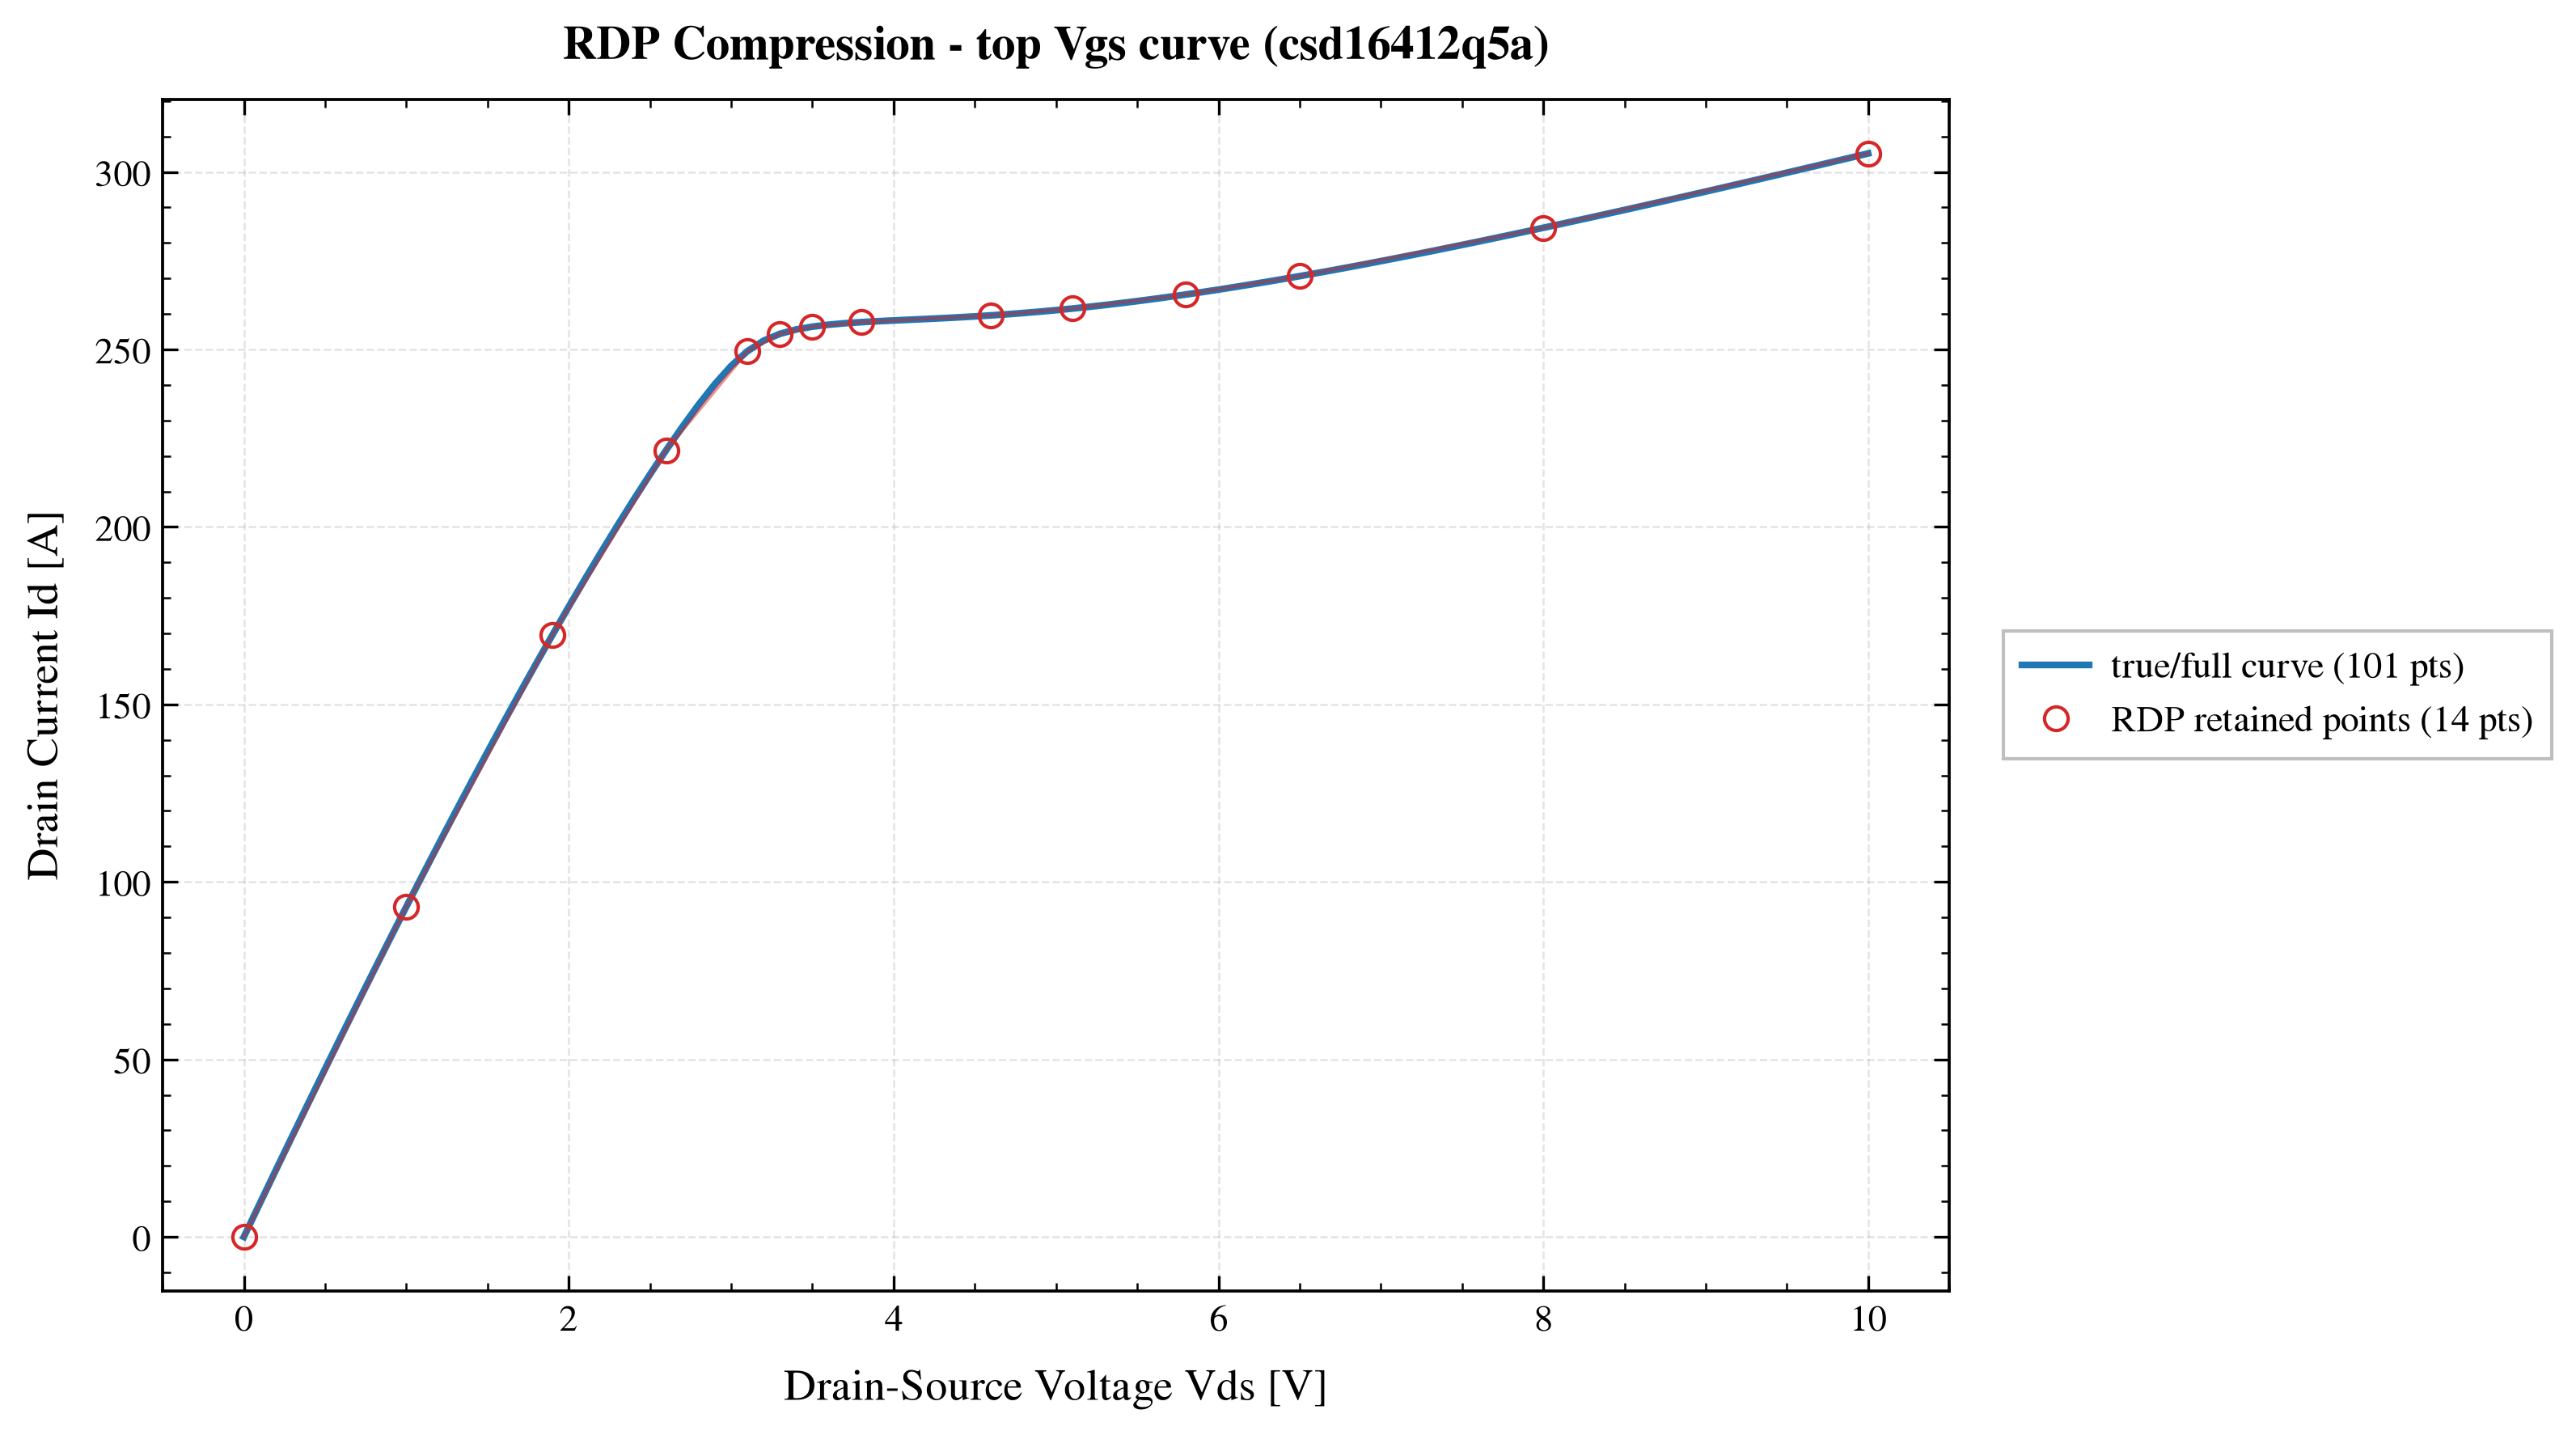 RDP Compression - top Vgs curve (csd16412q5a)
Drain Current Id [A]
300
250
200
150
100
50
0
0 2 4 6 8 10
Drain-Source Voltage Vds [V]
true/full curve (101 pts)
RDP retained points (14 pts)